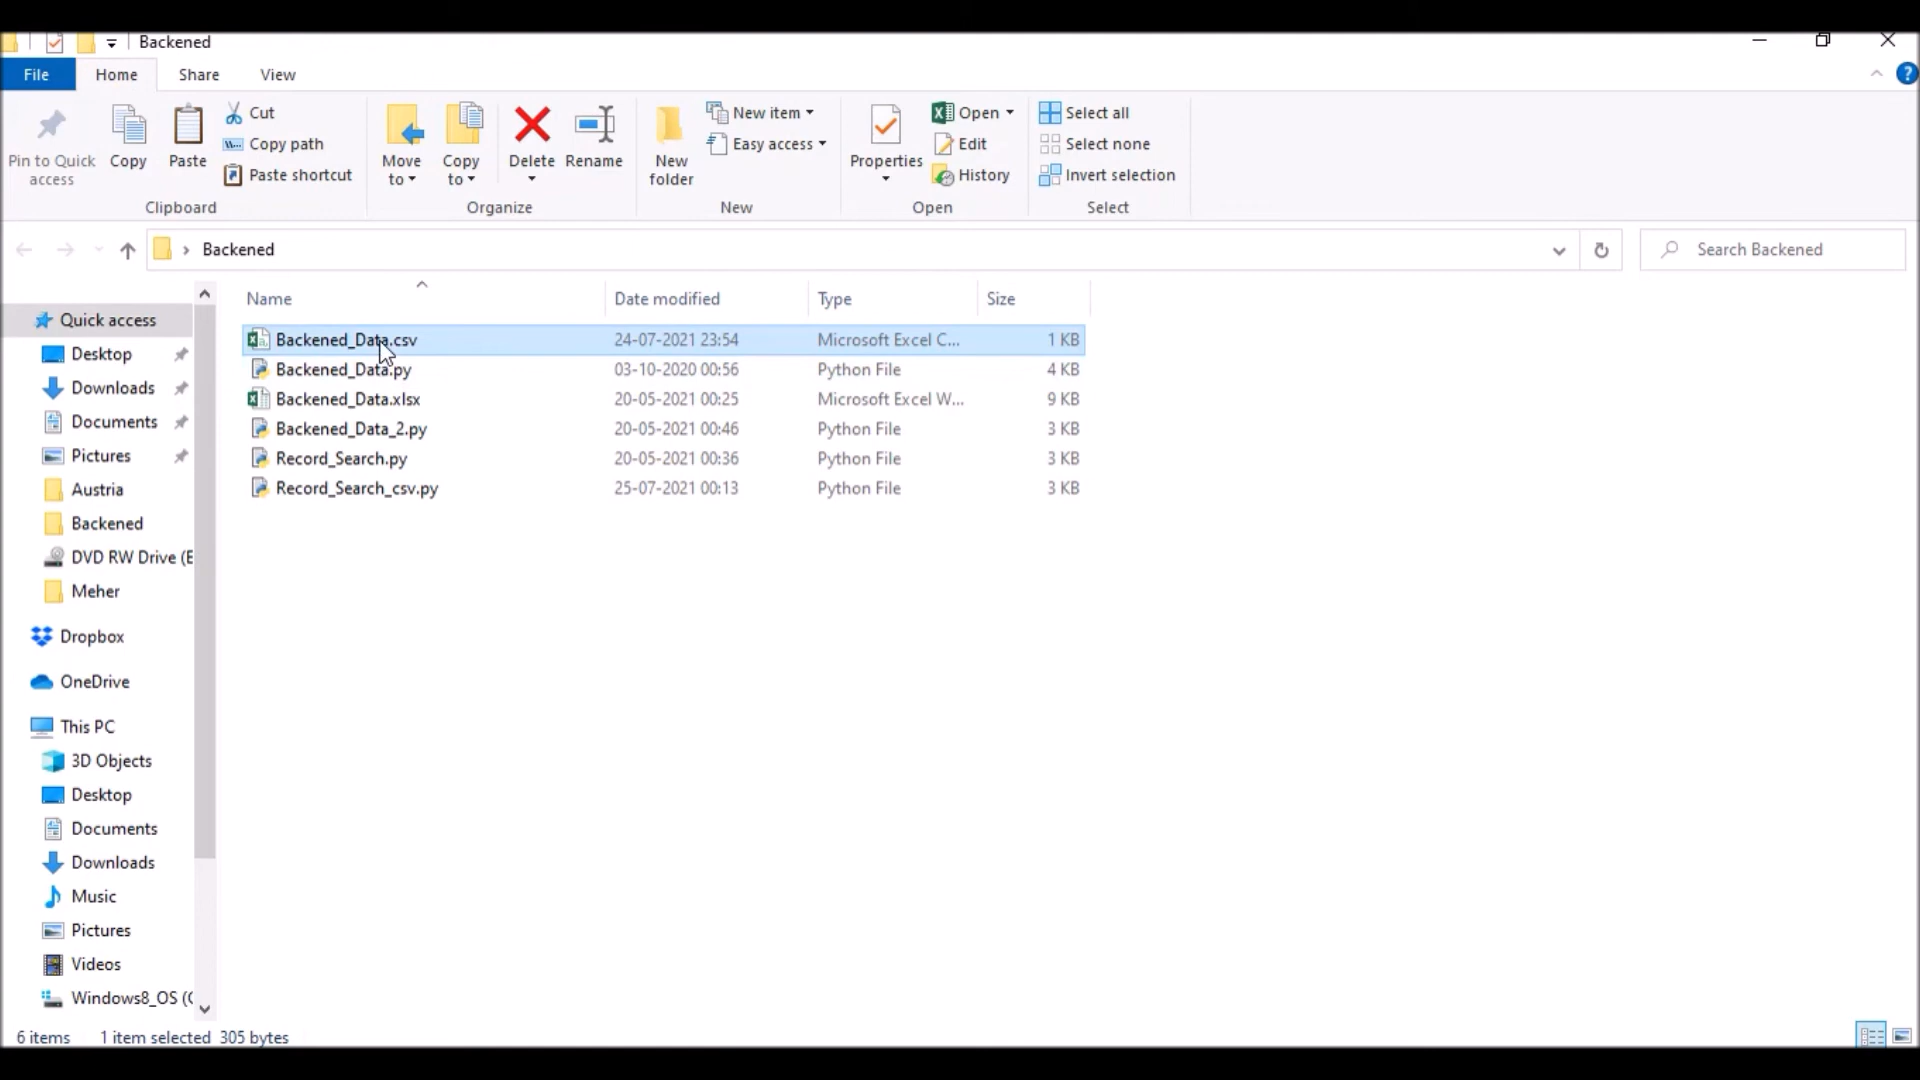 Backened
File Home Share View
Pin to Quick access
Copy
Paste
Cut
Copy path
Paste shortcut
Clipboard
Move to
Copy to
Delete
Rename
Organize
New folder
New item
Easy access
New
Properties
Open
Edit
History
Open
Select all
Select none
Invert selection
Select
Backened
Search Backened
Name Date modified Type Size
Backened_Data.csv 24-07-2021 23:54 Microsoft Excel C... 1 KB
Backened_Data.py 03-10-2020 00:56 Python File 4 KB
Backened_Data.xlsx 20-05-2021 00:25 Microsoft Excel W... 9 KB
Backened_Data_2.py 20-05-2021 00:46 Python File 3 KB
Record_Search.py 20-05-2021 00:36 Python File 3 KB
Record_Search_csv.py 25-07-2021 00:13 Python File 3 KB
Quick access
Desktop
Downloads
Documents
Pictures
Austria
Backened
DVD RW Drive (E
Meher
Dropbox
OneDrive
This PC
3D Objects
Desktop
Documents
Downloads
Music
Pictures
Videos
Windows8_OS (C
6 items 1 item selected 305 bytes